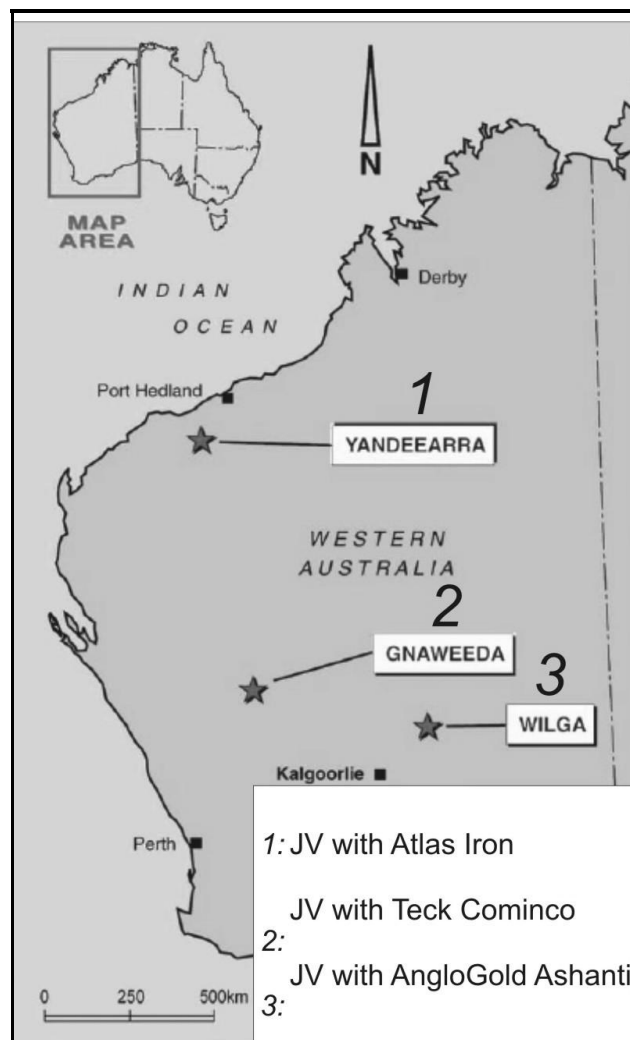 MAP
AREA
N
INDIAN
OCEAN
Derby
Port Hedland
1
YANDEEARRA
WESTERN
AUSTRALIA
2
GNAWEEDA
3
WILGA
Kalgoorlie
Perth
1: JV with Atlas Iron
JV with Teck Cominco
2:
JV with AngloGold Ashanti
3:
0 250 500km